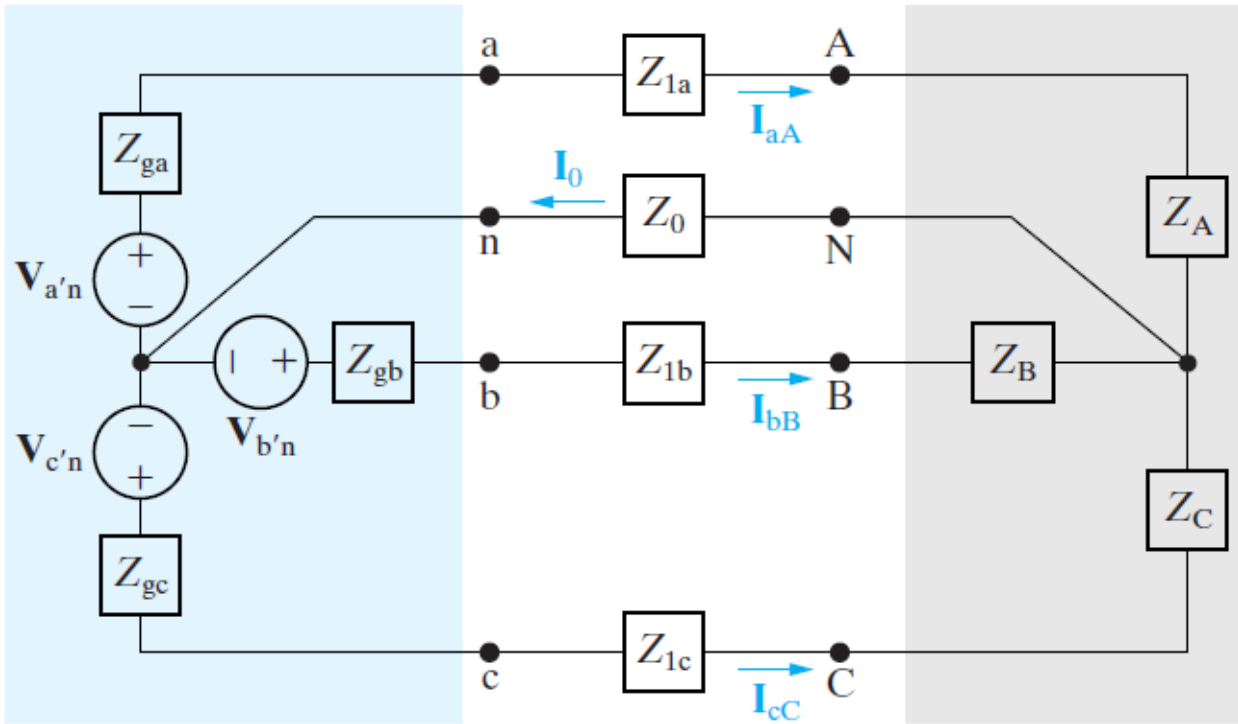 a
Z1a
A
IaA
Zga
I0
Z0
ZA
n
N
Va′n
+
−
− +
Zgb
b
Z1b
B
IbB
ZB
Vb′n
Vc′n
−
+
ZC
Zgc
c
Z1c
C
IcC